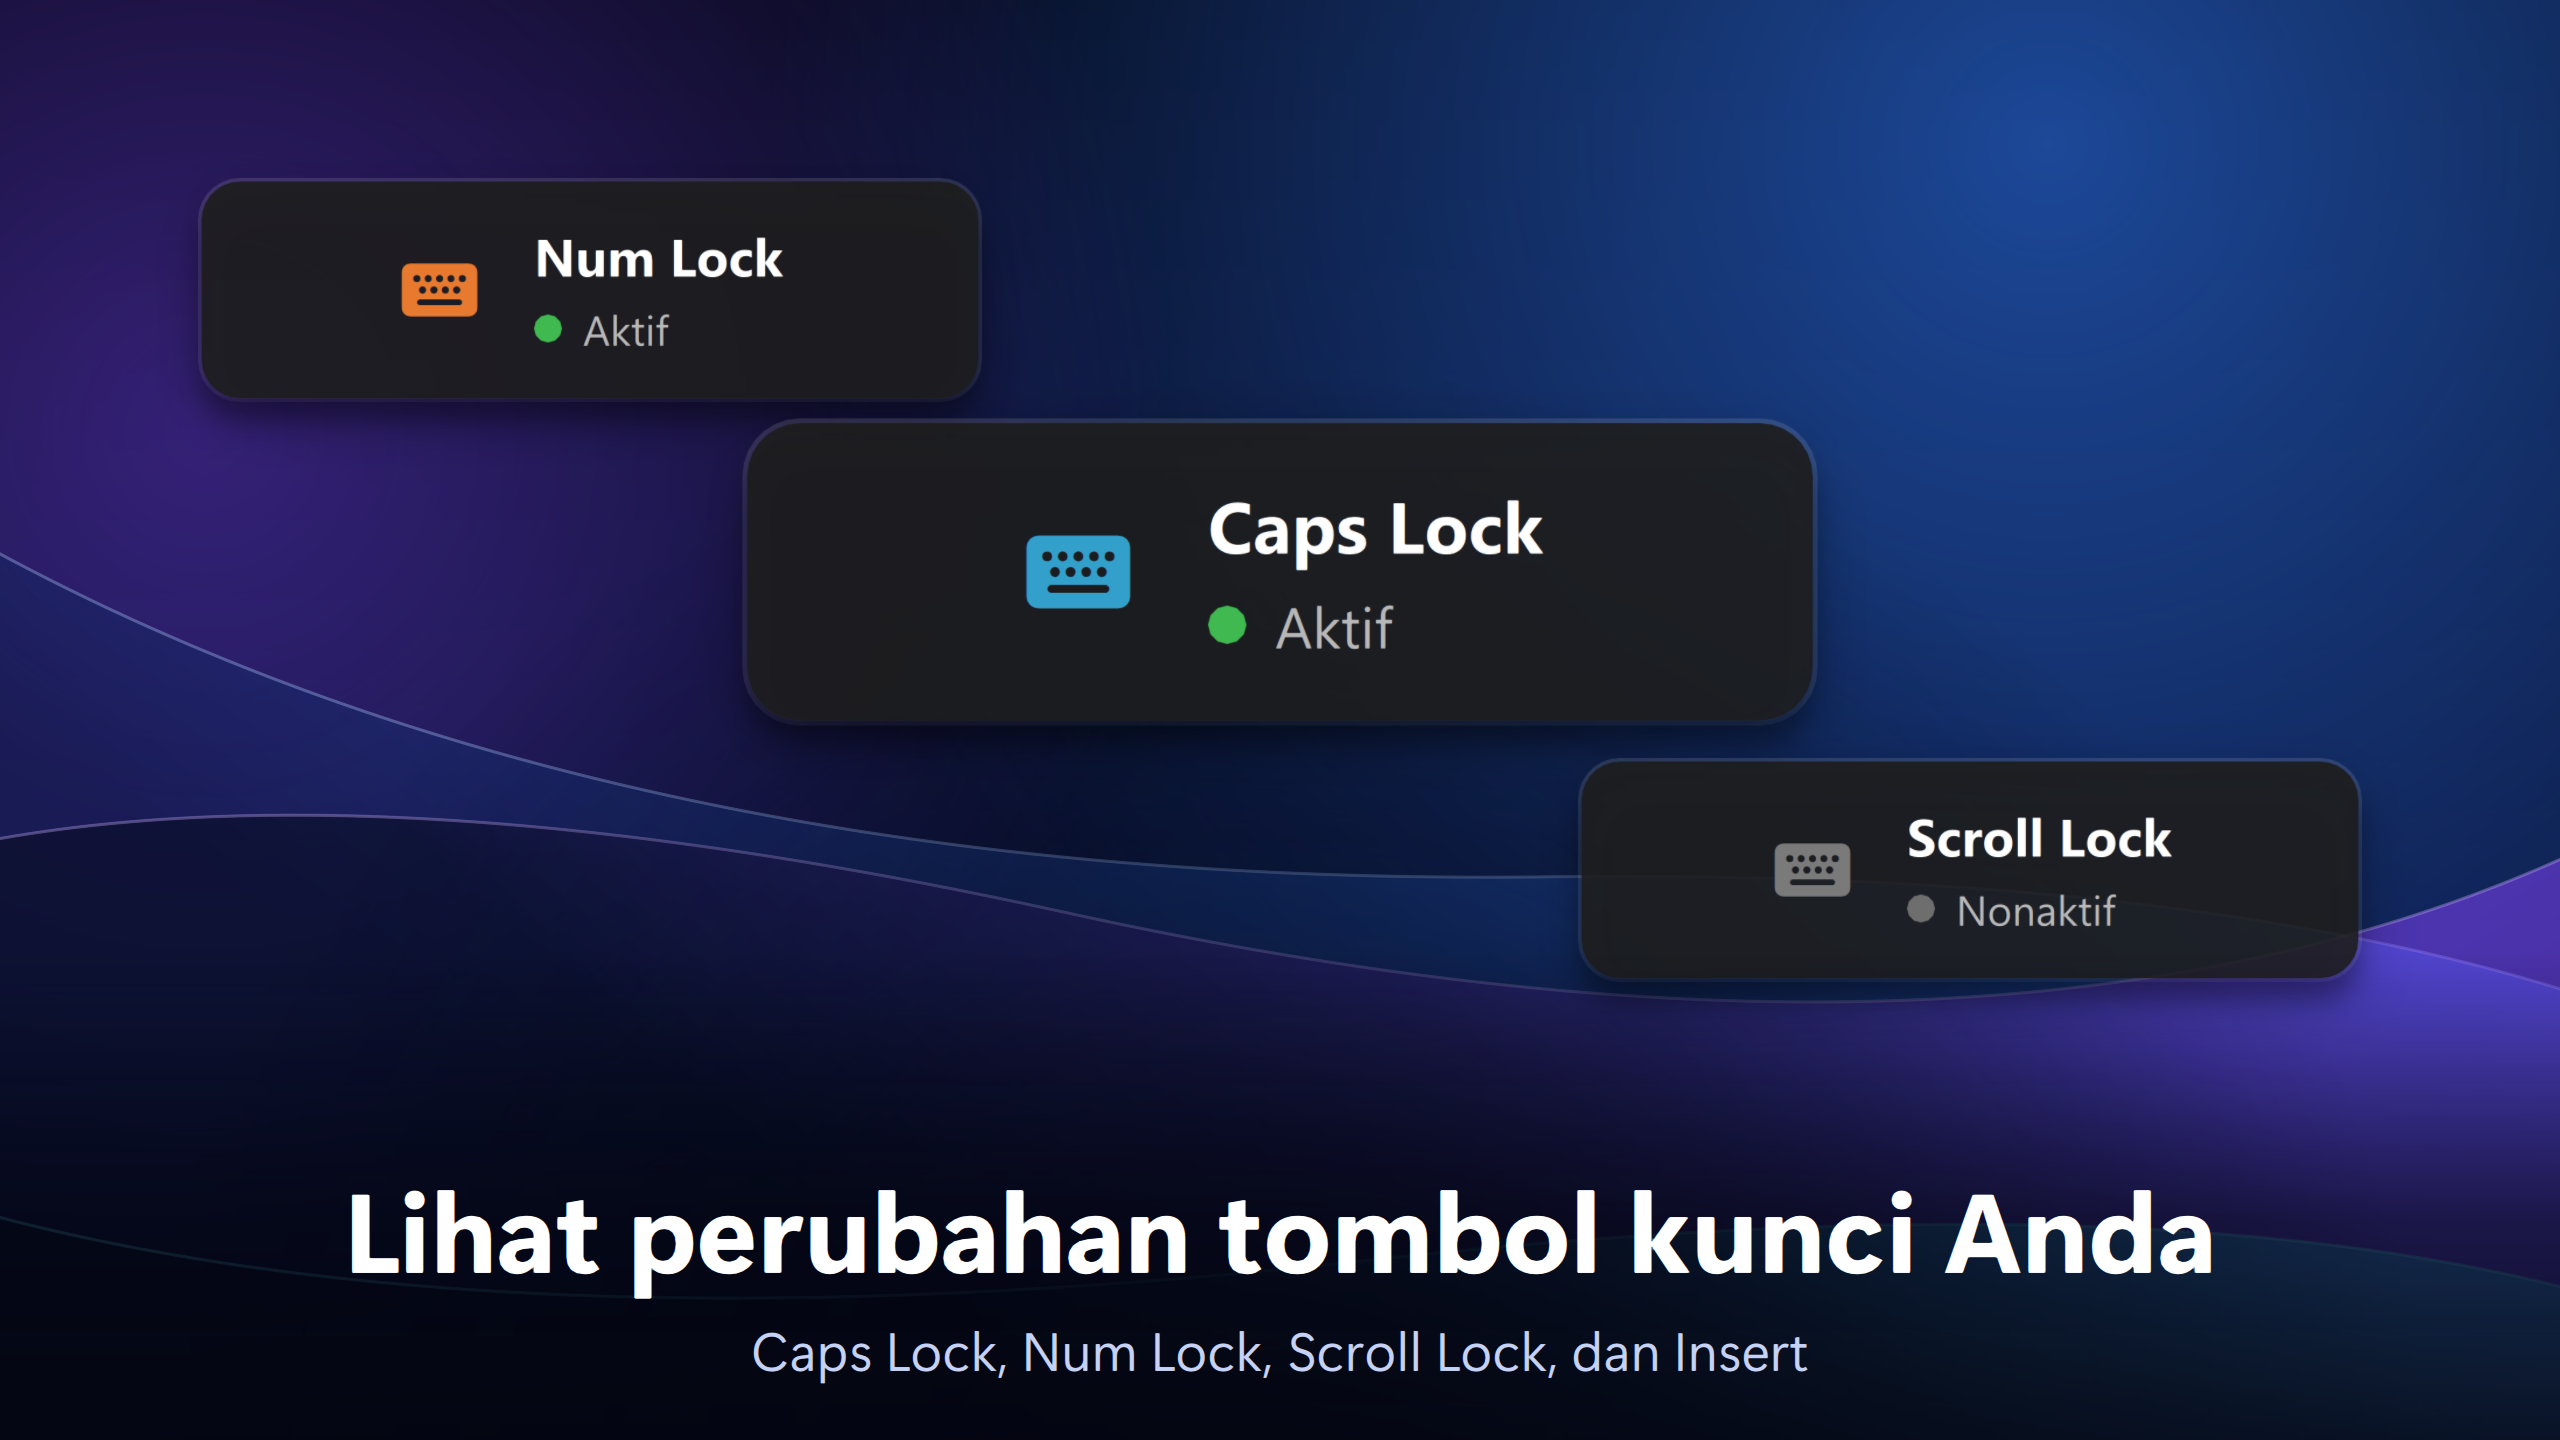 Num Lock
Aktif
Caps Lock
Aktif
Scroll Lock
Nonaktif
Lihat perubahan tombol kunci Anda
Caps Lock, Num Lock, Scroll Lock, dan Insert